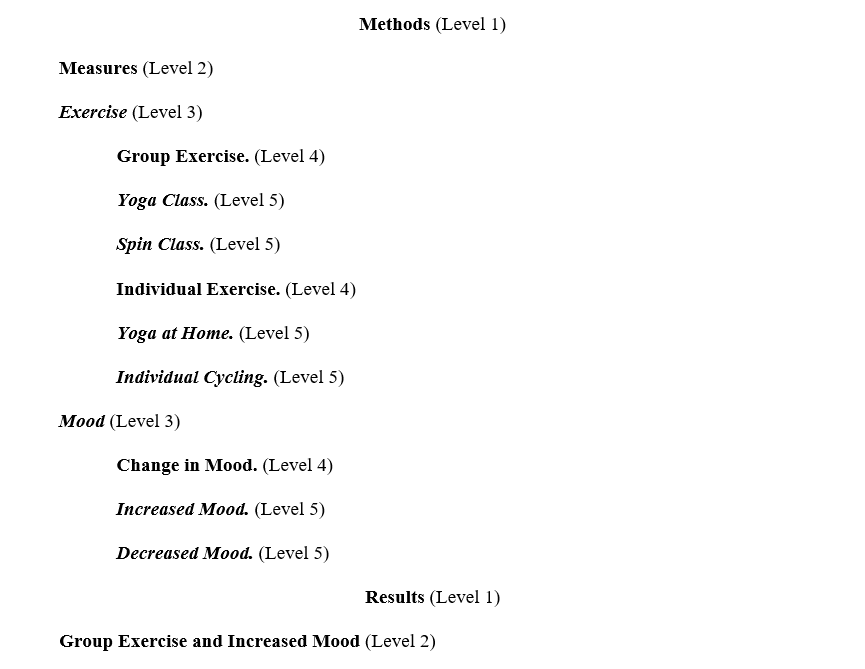 Methods (Level 1)
Measures (Level 2)
Exercise (Level 3)
Group Exercise. (Level 4)
Yoga Class. (Level 5)
Spin Class. (Level 5)
Individual Exercise. (Level 4)
Yoga at Home. (Level 5)
Individual Cycling. (Level 5)
Mood (Level 3)
Change in Mood. (Level 4)
Increased Mood. (Level 5)
Decreased Mood. (Level 5)
Results (Level 1)
Group Exercise and Increased Mood (Level 2)